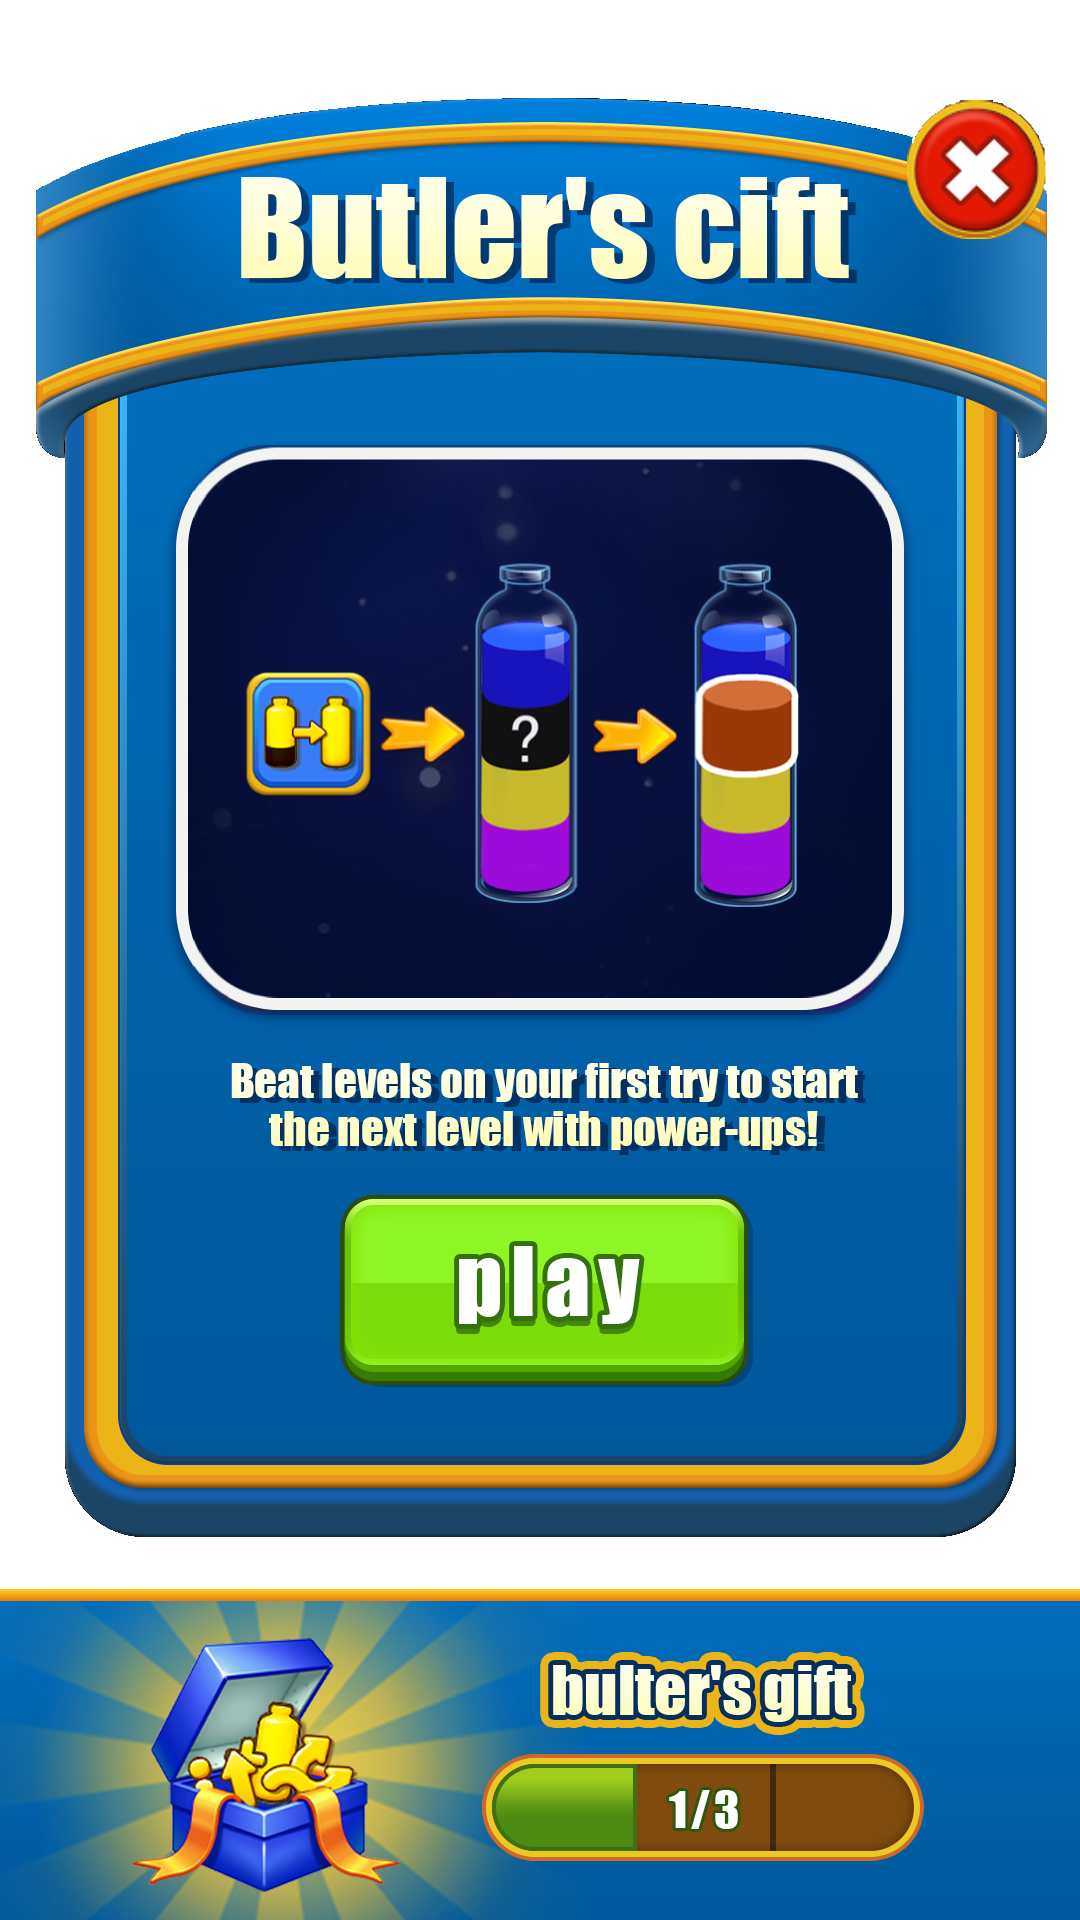 Butler's cift
?
Beat levels on your first try to start
the next level with power-ups!
play
bulter's gift
1/3